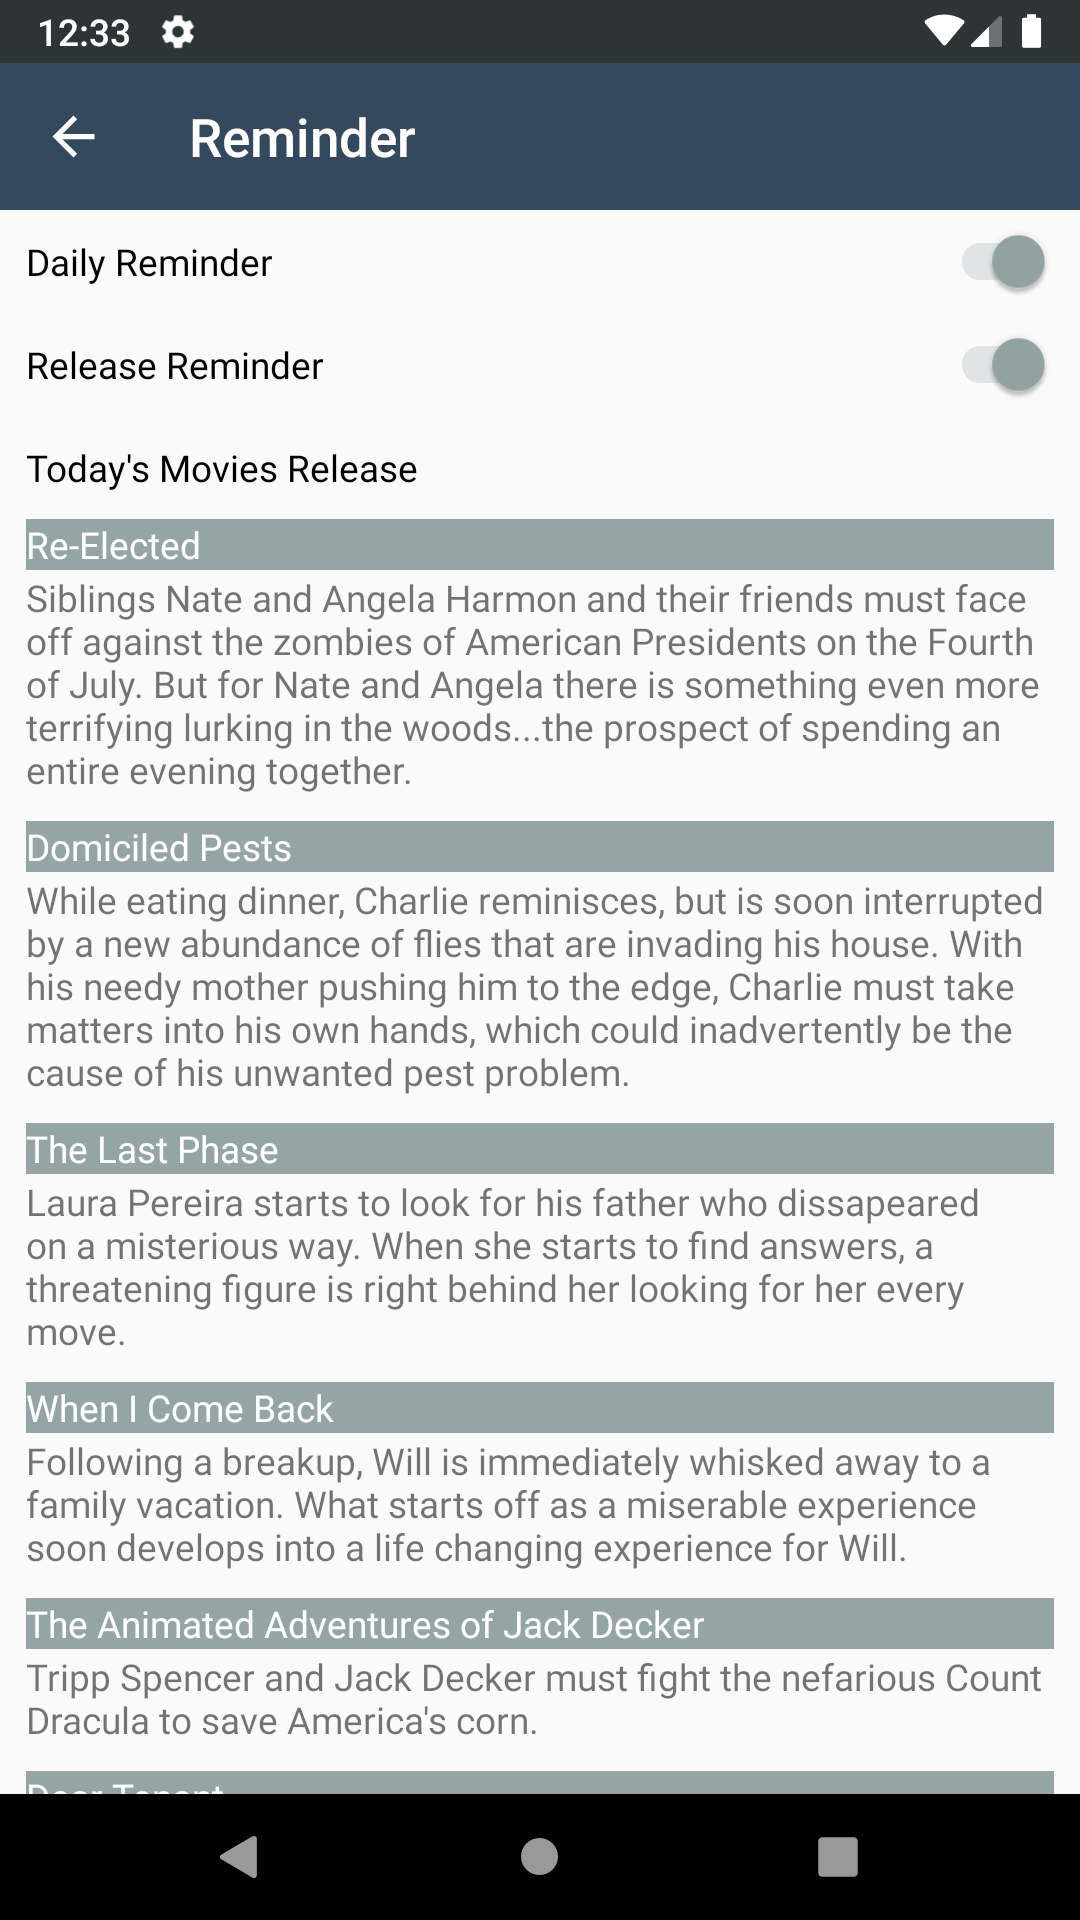 12:33
Reminder
Daily Reminder
Release Reminder
Today's Movies Release
Re-Elected
Siblings Nate and Angela Harmon and their friends must face
off against the zombies of American Presidents on the Fourth
of July. But for Nate and Angela there is something even more
terrifying lurking in the woods...the prospect of spending an
entire evening together.
Domiciled Pests
While eating dinner, Charlie reminisces, but is soon interrupted
by a new abundance of flies that are invading his house. With
his needy mother pushing him to the edge, Charlie must take
matters into his own hands, which could inadvertently be the
cause of his unwanted pest problem.
The Last Phase
Laura Pereira starts to look for his father who dissapeared
on a misterious way. When she starts to find answers, a
threatening figure is right behind her looking for her every
move.
When I Come Back
Following a breakup, Will is immediately whisked away to a
family vacation. What starts off as a miserable experience
soon develops into a life changing experience for Will.
The Animated Adventures of Jack Decker
Tripp Spencer and Jack Decker must fight the nefarious Count
Dracula to save America's corn.
Dear Tenant